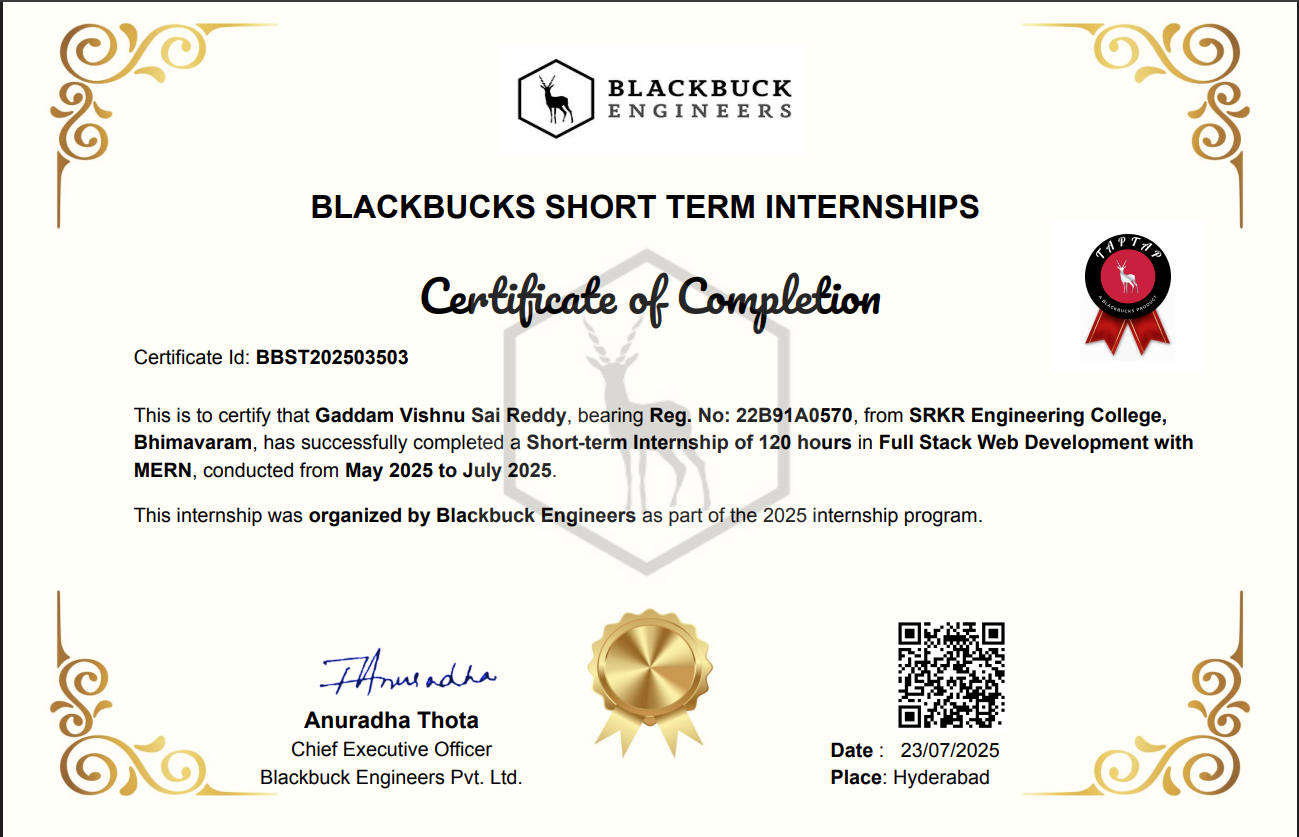 BLACKBUCK
ENGINEERS
BLACKBUCKS SHORT TERM INTERNSHIPS
TAPTAP
A BLACKBUCKS PRODUCT
Certificate of Completion
Certificate Id: BBST202503503
This is to certify that Gaddam Vishnu Sai Reddy, bearing Reg. No: 22B91A0570, from SRKR Engineering College,
Bhimavaram, has successfully completed a Short-term Internship of 120 hours in Full Stack Web Development with
MERN, conducted from May 2025 to July 2025.
This internship was organized by Blackbuck Engineers as part of the 2025 internship program.
T Anuradha
Anuradha Thota
Chief Executive Officer
Blackbuck Engineers Pvt. Ltd.
Date : 23/07/2025
Place: Hyderabad